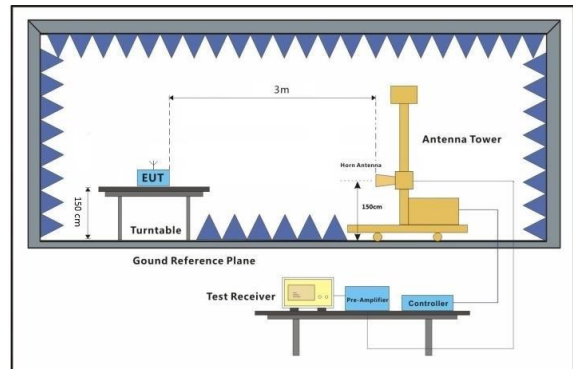 3m
Antenna Tower
Horn Antenna
EUT
150 cm
150cm
Turntable
Gound Reference Plane
Test Receiver
Pre-Amplifier
Controller